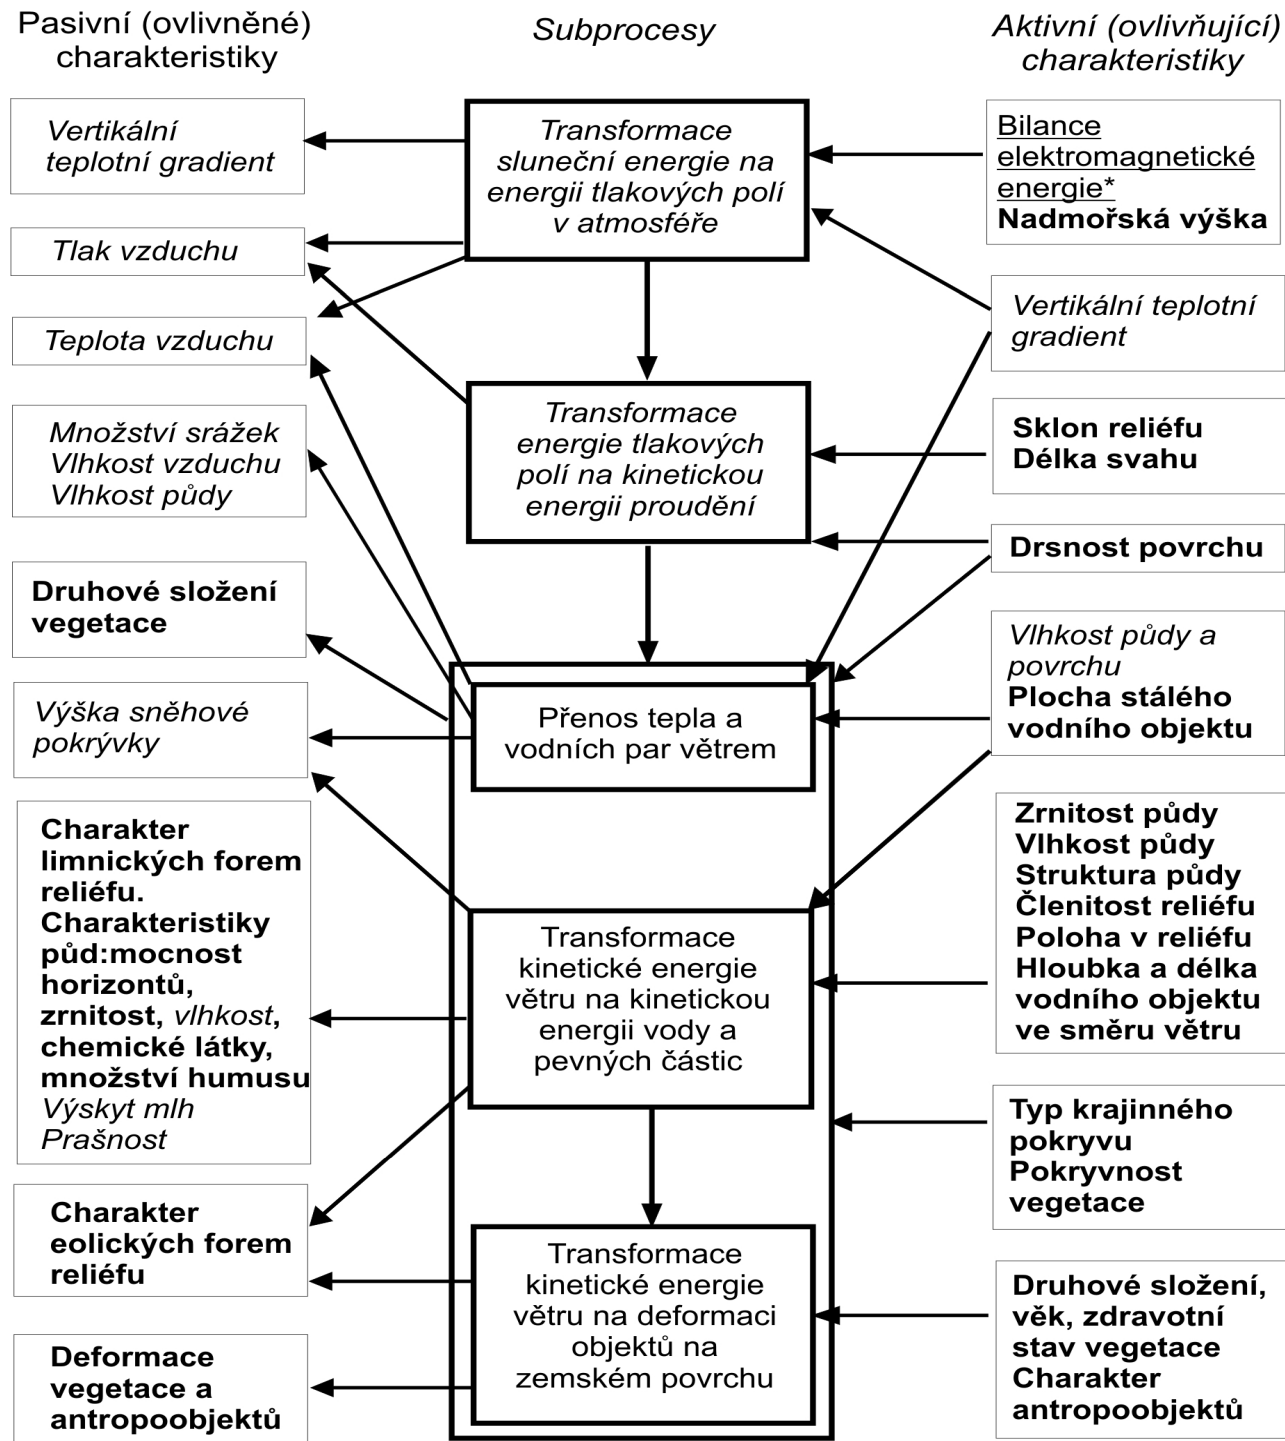 Pasivní (ovlivněné)
charakteristiky
Vertikální
teplotní gradient
Tlak vzduchu
Teplota vzduchu
Množství srážek
Vlhkost vzduchu
Vlhkost půdy
Druhové složení
vegetace
Výška sněhové
pokrývky
Charakter
limnických forem
reliéfu.
Charakteristiky
půd:mocnost
horizontů,
zrnitost, vlhkost,
chemické látky,
množství humusu
Výskyt mlh
Prašnost
Charakter
eolických forem
reliéfu
Deformace
vegetace a
antropoobjektů
Subprocesy
Transformace
sluneční energie na
energii tlakových polí
v atmosféře
Transformace
energie tlakových
polí na kinetickou
energii proudění
Přenos tepla a
vodních par větrem
Transformace
kinetické energie
větru na kinetickou
energii vody a
pevných částic
Transformace
kinetické energie
větru na deformaci
objektů na
zemském povrchu
Aktivní (ovlivňující)
charakteristiky
Bilance
elektromagnetické
energie*
Nadmořská výška
Vertikální teplotní
gradient
Sklon reliéfu
Délka svahu
Drsnost povrchu
Vlhkost půdy a
povrchu
Plocha stálého
vodního objektu
Zrnitost půdy
Vlhkost půdy
Struktura půdy
Členitost reliéfu
Poloha v reliéfu
Hloubka a délka
vodního objektu
ve směru větru
Typ krajinného
pokryvu
Pokryvnost
vegetace
Druhové složení,
věk, zdravotní
stav vegetace
Charakter
antropoobjektů